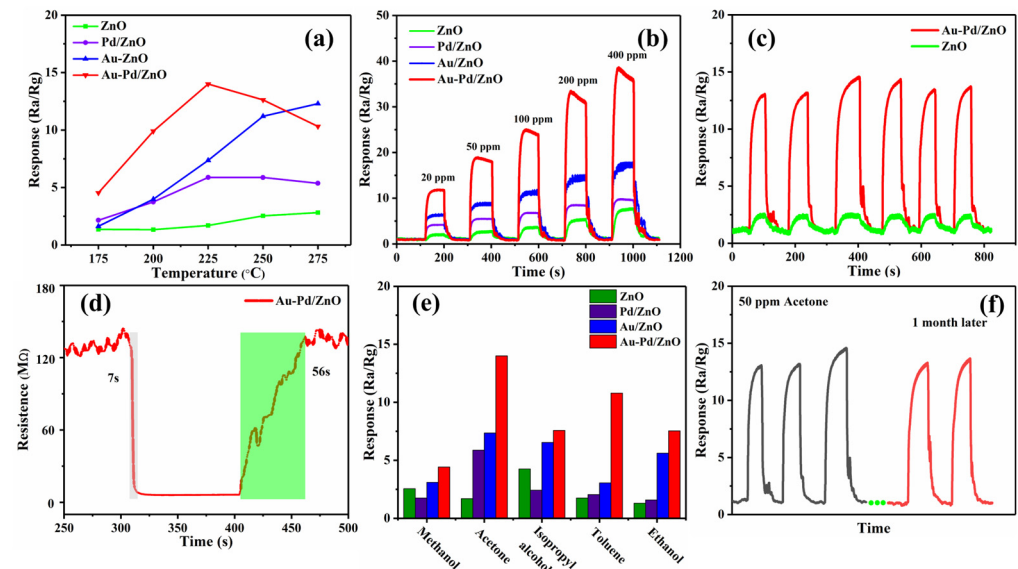 (a)
ZnO
Pd/ZnO
Au-ZnO
Au-Pd/ZnO
Response (Ra/Rg)
20
15
10
5
0
175 200 225 250 275
Temperature (°C)
(b)
ZnO
Pd/ZnO
Au/ZnO
Au-Pd/ZnO
20 ppm
50 ppm
100 ppm
200 ppm
400 ppm
Response (Ra/Rg)
50
40
30
20
10
0
0 200 400 600 800 1000 1200
Time (s)
(c)
Au-Pd/ZnO
ZnO
Response (Ra/Rg)
20
15
10
5
0
0 200 400 600 800 1000
Time (s)
(d)
Au-Pd/ZnO
7s
56s
Resistence (MΩ)
180
120
60
0
250 300 350 400 450 500
Time (s)
(e)
ZnO
Pd/ZnO
Au/ZnO
Au-Pd/ZnO
Response (Ra/Rg)
20
15
10
5
0
Methanol
Acetone
Isopropyl
Toluene
Ethanol
(f)
50 ppm Acetone
1 month later
Response (Ra/Rg)
20
15
10
5
0
Time